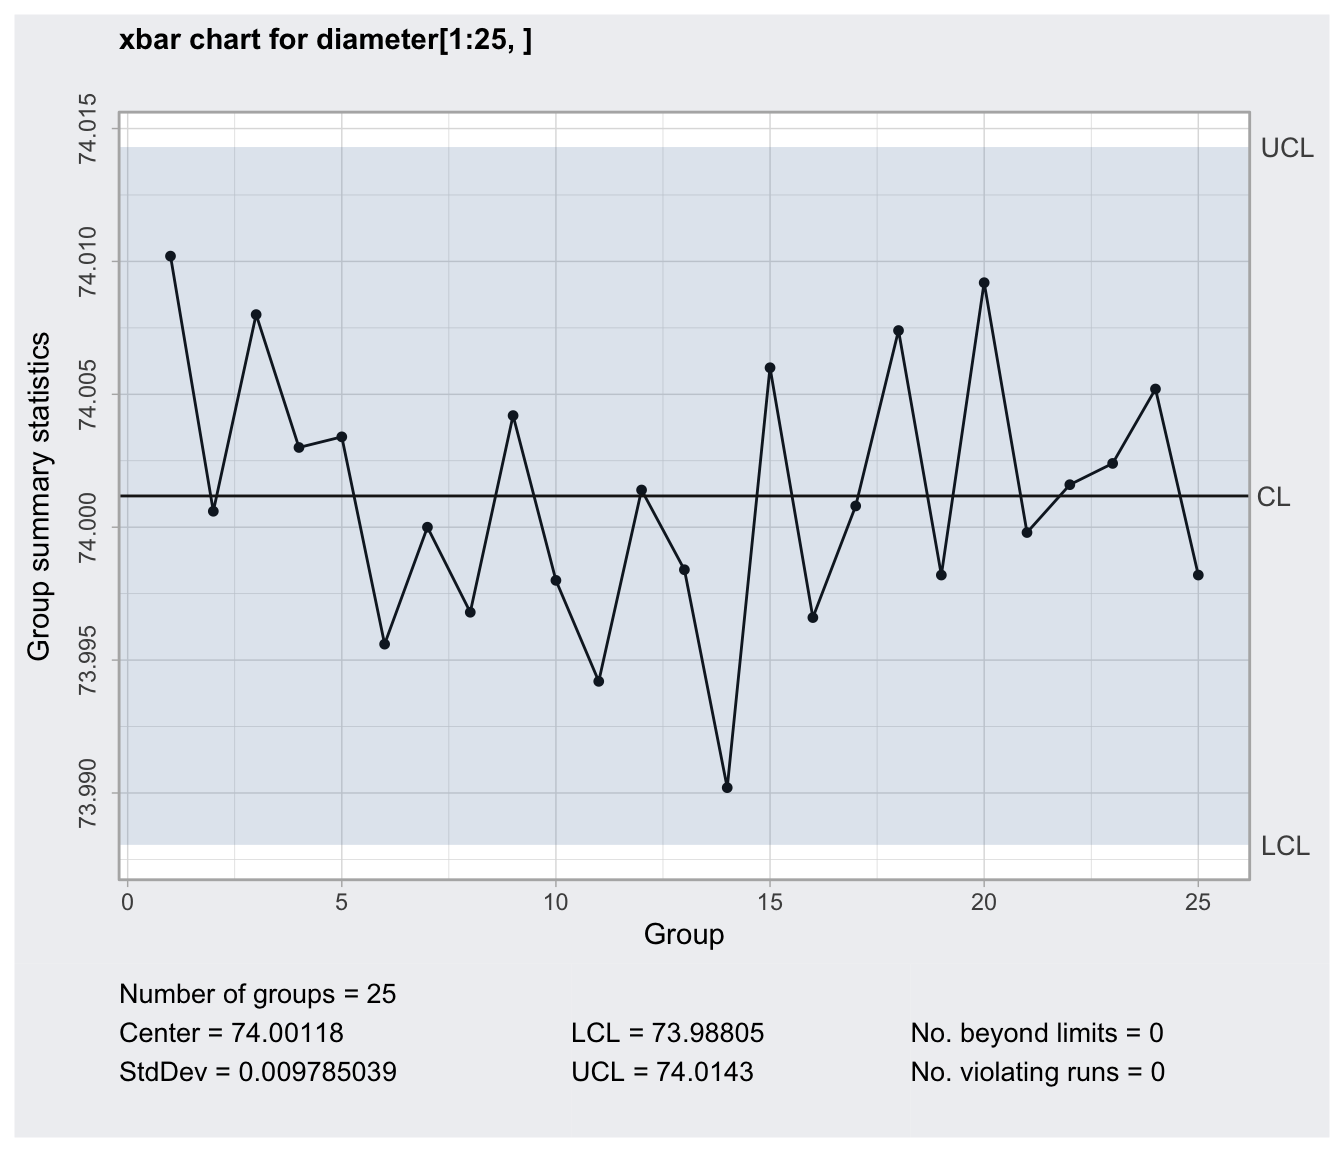 xbar chart for diameter[1:25, ]
74.015
74.010
74.005
74.000
73.995
73.990
Group summary statistics
UCL
CL
LCL
0 5 10 15 20 25
Group
Number of groups = 25
Center = 74.00118 LCL = 73.98805 No. beyond limits = 0
StdDev = 0.009785039 UCL = 74.0143 No. violating runs = 0